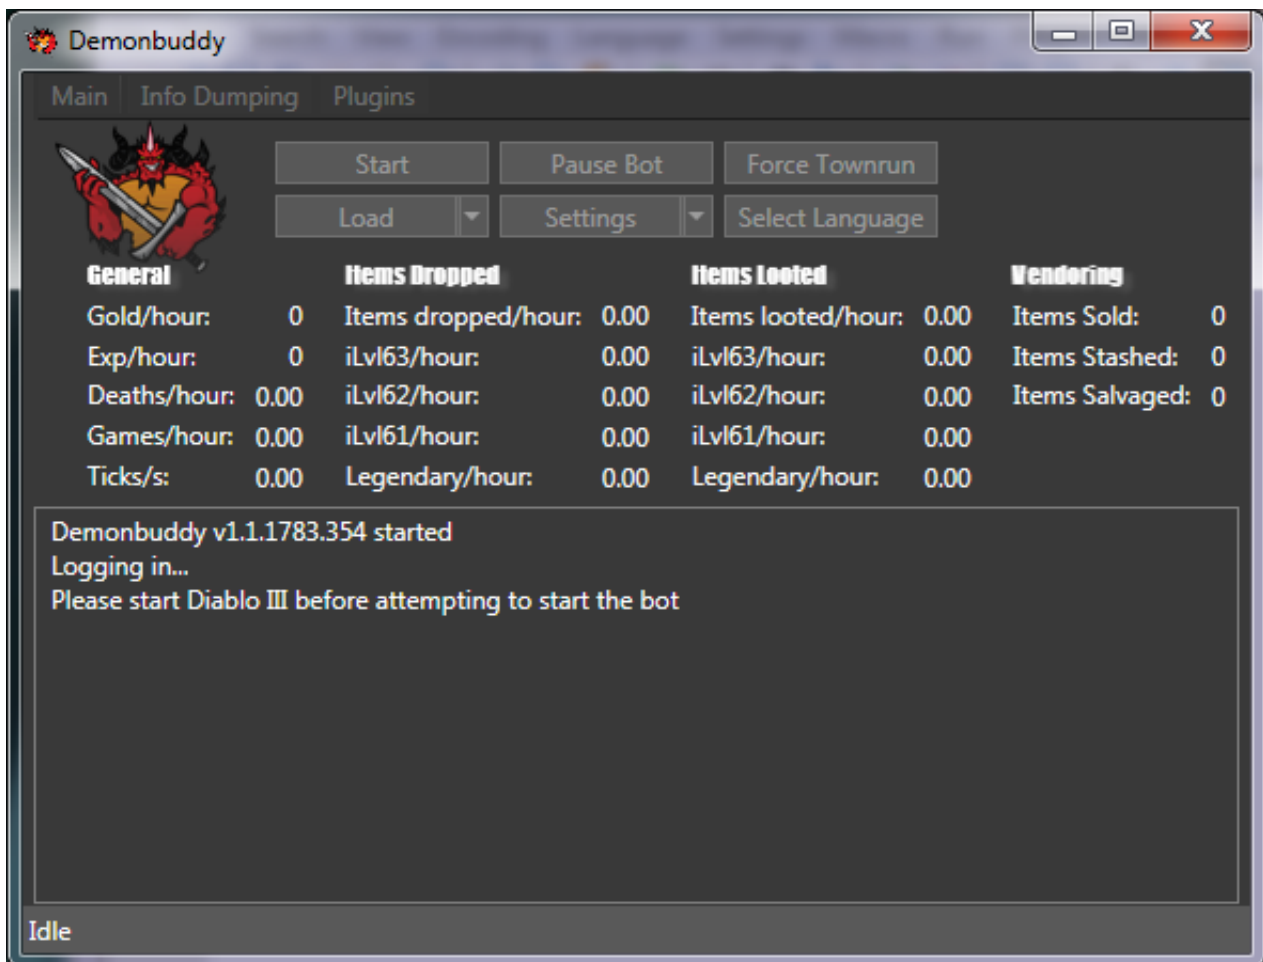 Demonbuddy
Main Info Dumping Plugins
Start Pause Bot Force Townrun
Load Settings Select Language
General Items Dropped Items Looted Vendoring
Gold/hour: 0 Items dropped/hour: 0.00 Items looted/hour: 0.00 Items Sold: 0
Exp/hour: 0 iLvl63/hour: 0.00 iLvl63/hour: 0.00 Items Stashed: 0
Deaths/hour: 0.00 iLvl62/hour: 0.00 iLvl62/hour: 0.00 Items Salvaged: 0
Games/hour: 0.00 iLvl61/hour: 0.00 iLvl61/hour: 0.00
Ticks/s: 0.00 Legendary/hour: 0.00 Legendary/hour: 0.00
Demonbuddy v1.1.1783.354 started
Logging in...
Please start Diablo III before attempting to start the bot
Idle